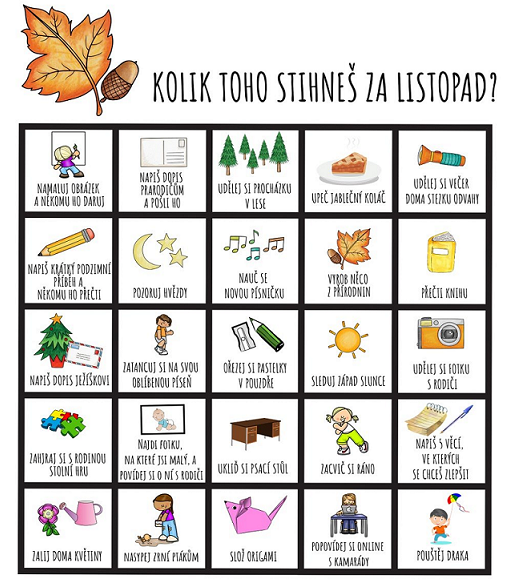 KOLIK TOHO STIHNEŠ ZA LISTOPAD?
NAMALUJ OBRÁZEK
A NĚKOMU HO DARUJ
NAPIŠ DOPIS
PRARODIČŮM
A POŠLI HO
UDĚLEJ SI PROCHÁZKU
V LESE
UPEČ JABLEČNÝ KOLÁČ
UDĚLEJ SI VEČER
DOMA STEZKU ODVAHY
NAPIŠ KRÁTKÝ PODZIMNÍ
PŘÍBĚH A
NĚKOMU HO PŘEČTI
POZORUJ HVĚZDY
NAUČ SE
NOVOU PÍSNIČKU
VYROB NĚCO
Z PŘÍRODNIN
PŘEČTI KNIHU
NAPIŠ DOPIS JEŽÍŠKOVI
ZATANCUJ SI NA SVOU
OBLÍBENOU PÍSEŇ
OŘEZEJ SI PASTELKY
V POUZDŘE
SLEDUJ ZÁPAD SLUNCE
UDĚLEJ SI FOTKU
S RODIČI
ZAHRAJ SI S RODINOU
STOLNÍ HRU
NAJDI FOTKU,
NA KTERÉ JSI MALÝ, A
POVÍDEJ SI O NÍ S RODIČI
UKLIĎ SI PSACÍ STŮL
ZACVIČ SI RÁNO
NAPIŠ 5 VĚCÍ,
VE KTERÝCH
SE CHCEŠ ZLEPŠIT
ZALIJ DOMA KVĚTINY
NASYPEJ ZRNÍ PTÁKŮM
SLOŽ ORIGAMI
POPOVÍDEJ SI ONLINE
S KAMARÁDY
POUŠTĚJ DRAKA